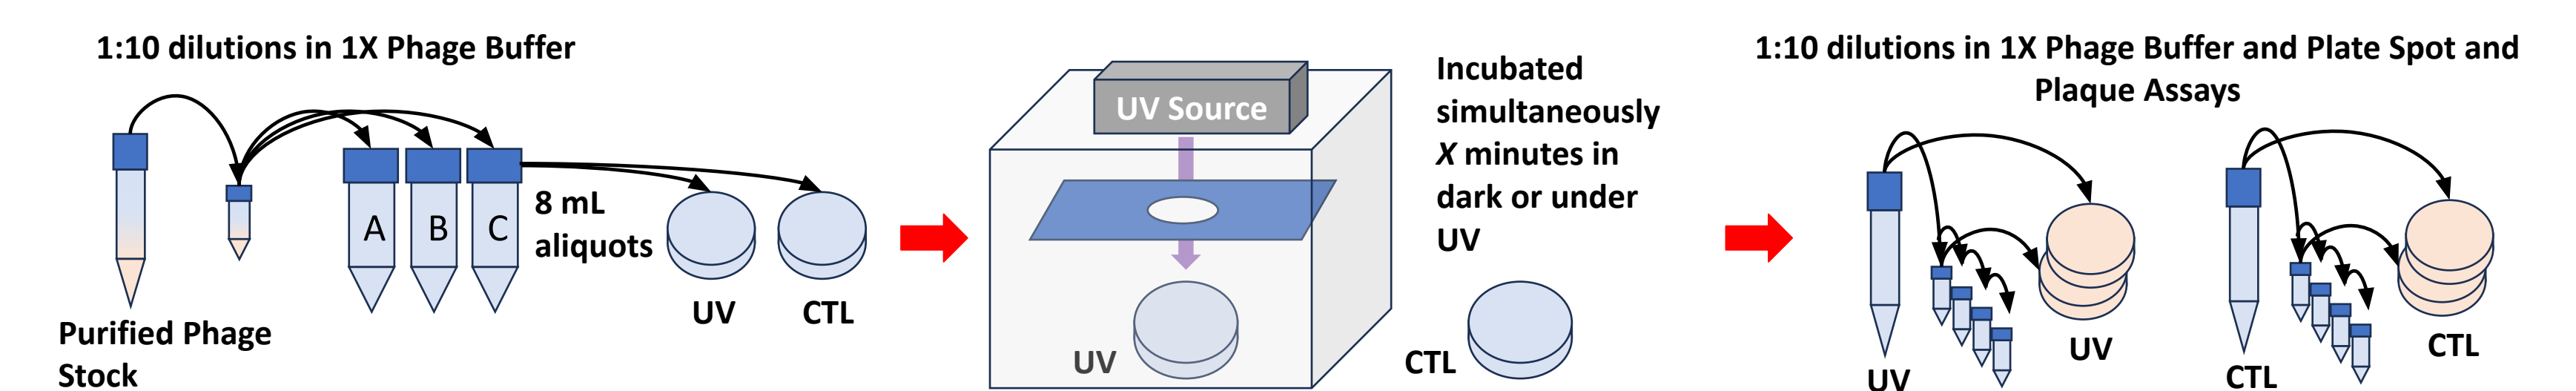 1:10 dilutions in 1X Phage Buffer
Purified Phage
Stock
A
B
C
8 mL
aliquots
UV
CTL
UV Source
UV
Incubated
simultaneously
X minutes in
dark or under
UV
CTL
1:10 dilutions in 1X Phage Buffer and Plate Spot and
Plaque Assays
UV
UV
CTL
CTL